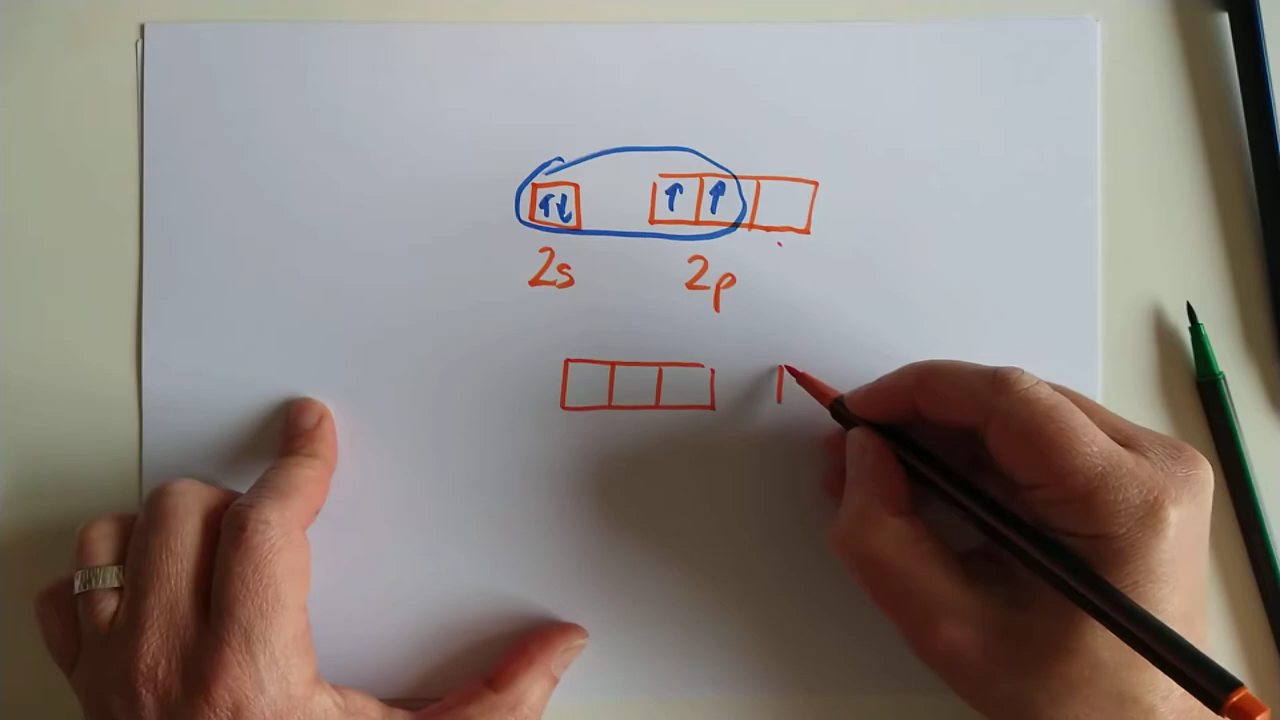 ↑↓ ↑ ↑
2s 2p